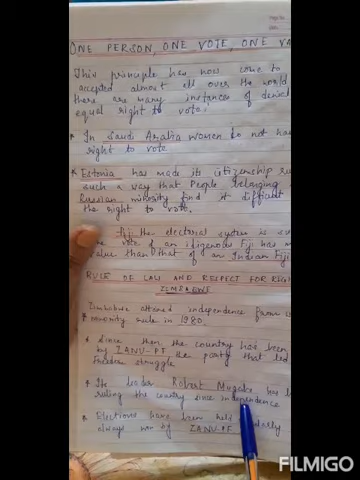 ONE PERSON, ONE VOTE, ONE VA
This principle has now come to
accepted almost all over the world
there are many instances of denial
equal right to vote.
* In Saudi Arabia women do not hav
right to vote
* Estonia has made its citizenship ru
such a way that People belonging
Russian minority find it difficult
the right to vote.
Fiji the electorial system is su
vote of an indigenous Fiji has m
value than that of an Indian Fiji
RULE OF LAW AND RESPECT FOR RIG
ZIMBABWE
* Zimbabwe attained independence from
minority rule in 1980.
* Since then the country has been
by ZANU-PF the party that led
freedom struggle
* Its leader Robert Mugabe has
ruling the country since independence
* Elections have been held
always won by ZANU-PF
FILMIGO